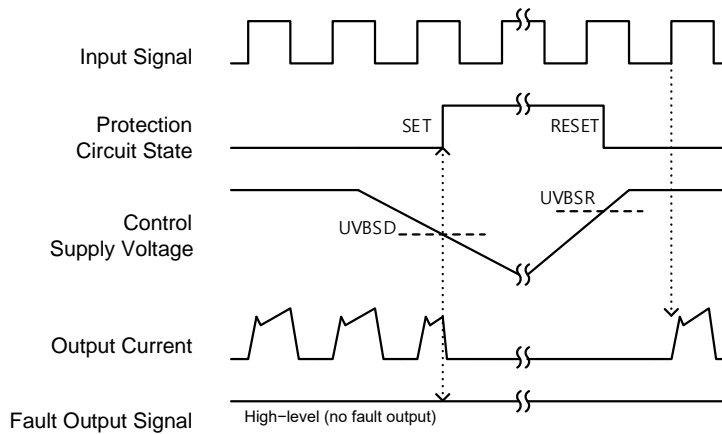 Input Signal
Protection
Circuit State
SET
RESET
Control
Supply Voltage
UVBSD
UVBSR
Output Current
Fault Output Signal
High−level (no fault output)